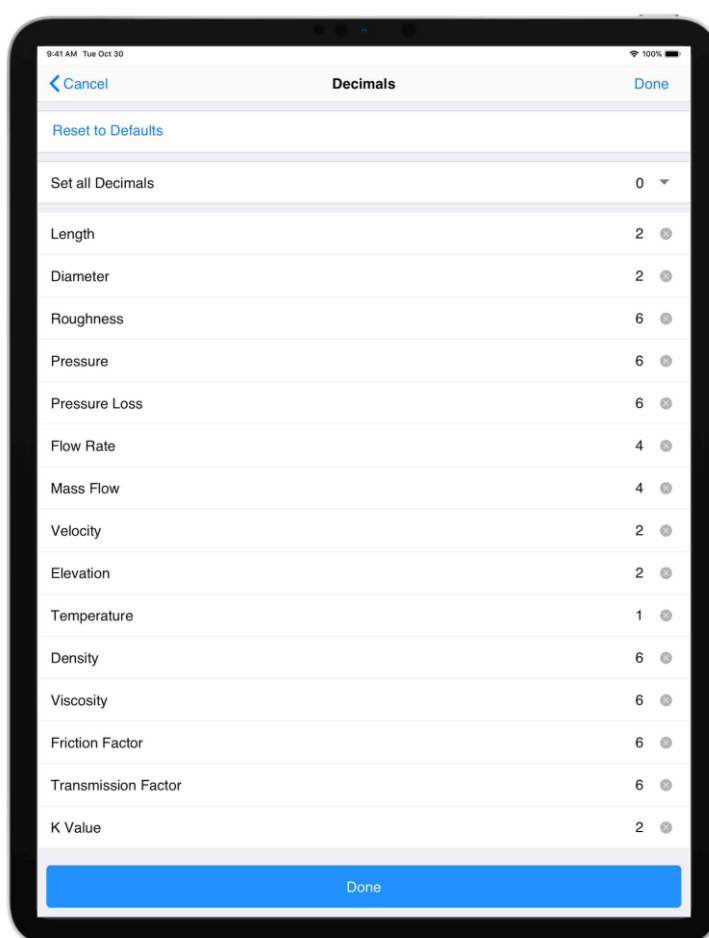 9:41 AM Tue Oct 30 100%
Cancel Decimals Done
Reset to Defaults
Set all Decimals 0
Length 2
Diameter 2
Roughness 6
Pressure 6
Pressure Loss 6
Flow Rate 4
Mass Flow 4
Velocity 2
Elevation 2
Temperature 1
Density 6
Viscosity 6
Friction Factor 6
Transmission Factor 6
K Value 2
Done